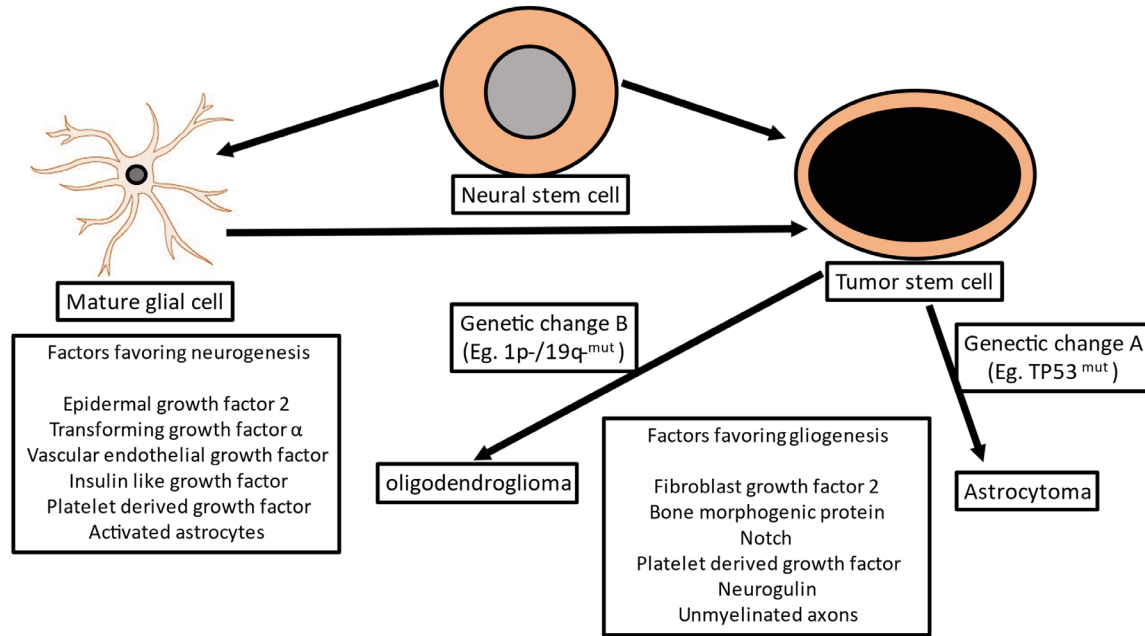 Neural stem cell
Mature glial cell
Tumor stem cell
Factors favoring neurogenesis
Epidermal growth factor 2
Transforming growth factor α
Vascular endothelial growth factor
Insulin like growth factor
Platelet derived growth factor
Activated astrocytes
Genetic change B
(Eg. 1p-/19q-mut)
Genectic change A
(Eg. TP53 mut)
oligodendroglioma
Factors favoring gliogenesis
Fibroblast growth factor 2
Bone morphogenic protein
Notch
Platelet derived growth factor
Neurogulin
Unmyelinated axons
Astrocytoma